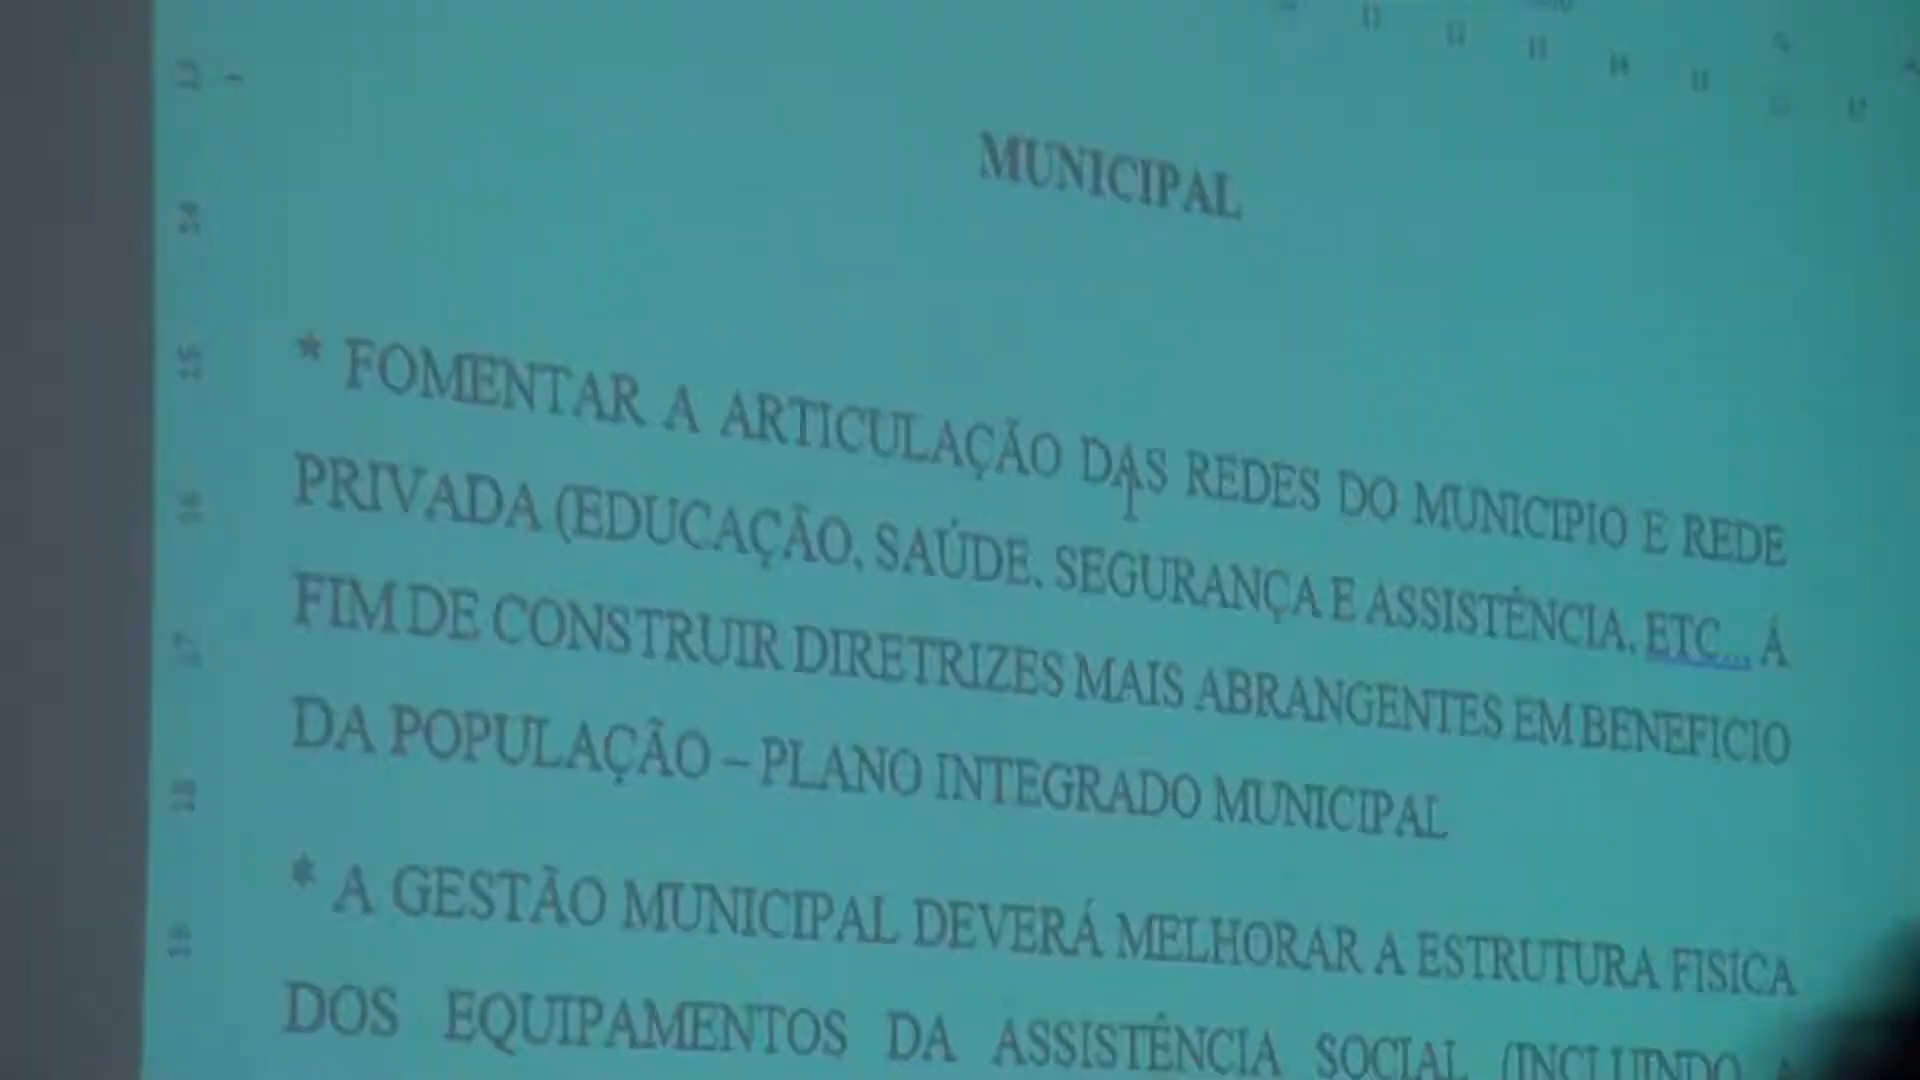 MUNICIPAL
* FOMENTAR A ARTICULAÇÃO DAS REDES DO MUNICIPIO E REDE
PRIVADA (EDUCAÇÃO, SAÚDE, SEGURANÇA E ASSISTÊNCIA, ETC... Á
FIM DE CONSTRUIR DIRETRIZES MAIS ABRANGENTES EM BENEFICIO
DA POPULAÇÃO – PLANO INTEGRADO MUNICIPAL
* A GESTÃO MUNICIPAL DEVERÁ MELHORAR A ESTRUTURA FISICA
DOS EQUIPAMENTOS DA ASSISTÊNCIA SOCIAL (INCLUINDO A